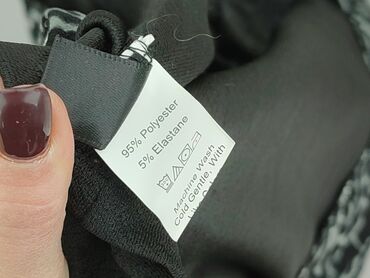 95% Polyester
5% Elastane
Machine Wash
Cold Gentle, With